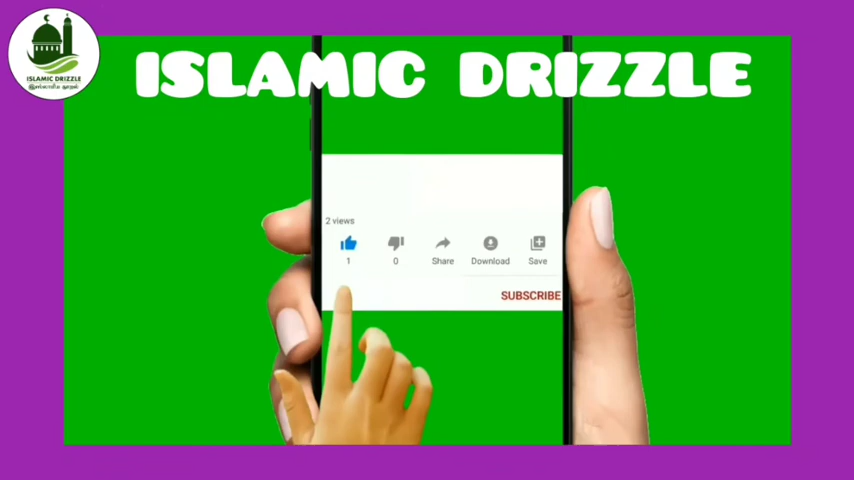 ISLAMIC DRIZZLE
ISLAMIC DRIZZLE
இஸ்லாமிய தூறல்
2 views
1
0
Share
Download
Save
SUBSCRIBE